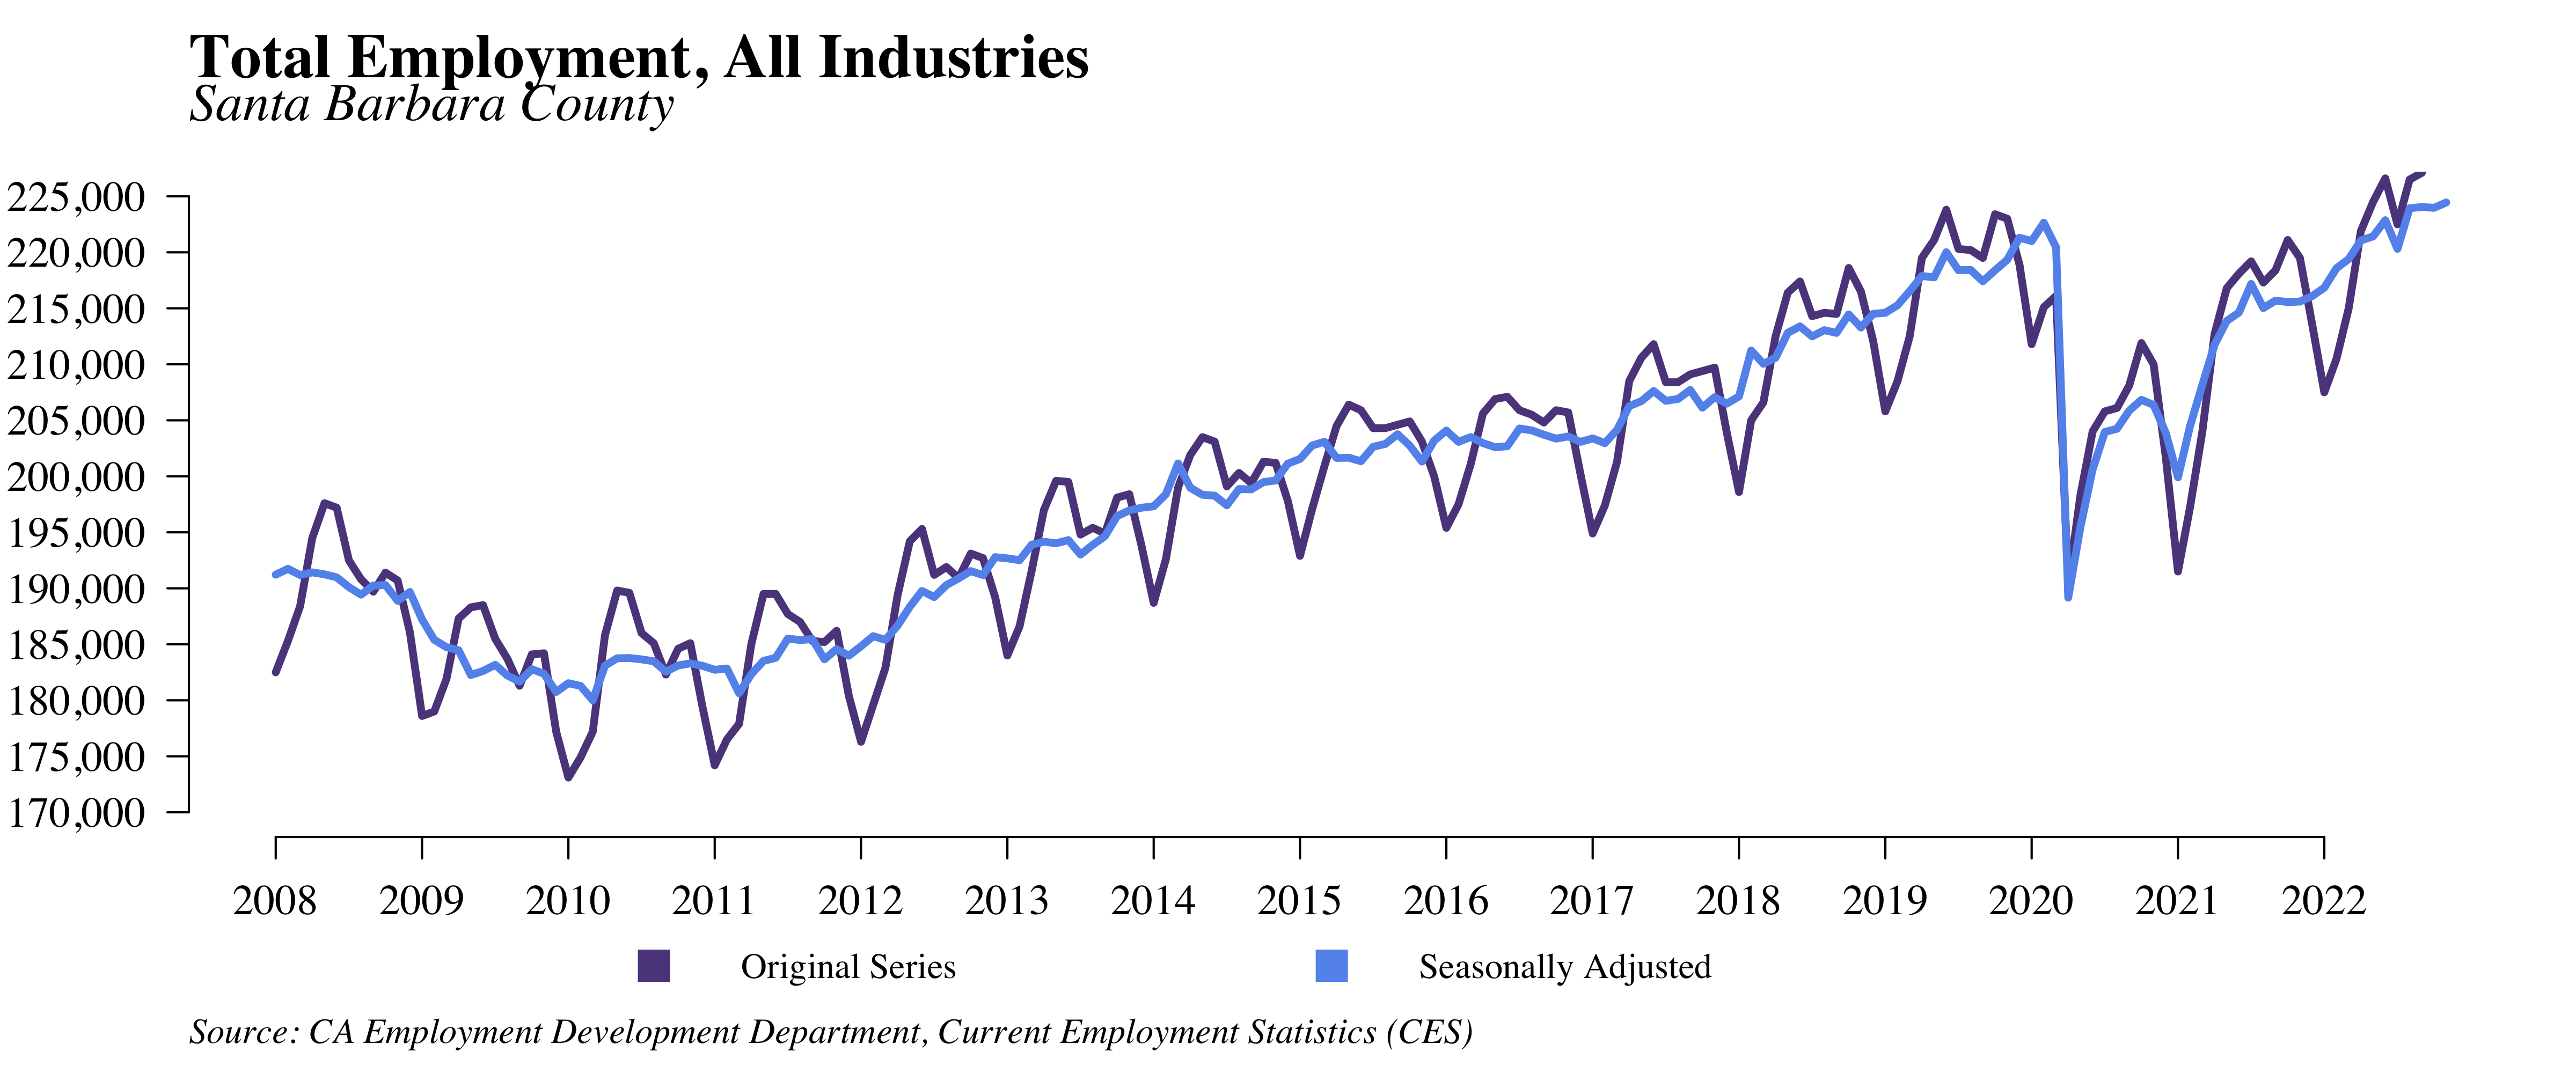 Total Employment, All Industries
Santa Barbara County
225,000
220,000
215,000
210,000
205,000
200,000
195,000
190,000
185,000
180,000
175,000
170,000
2008 2009 2010 2011 2012 2013 2014 2015 2016 2017 2018 2019 2020 2021 2022
Original Series Seasonally Adjusted
Source: CA Employment Development Department, Current Employment Statistics (CES)